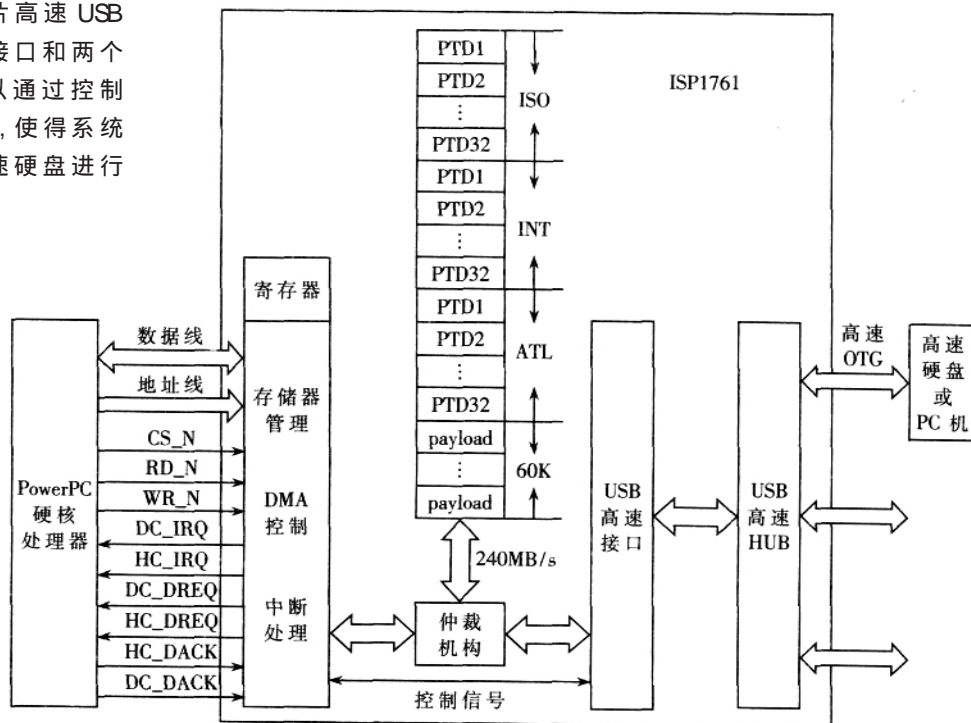 片高速 USB
接口和两个
以通过控制
,使得系统
速硬盘进行
ISP1761
PTD1
PTD2
⋮
PTD32
ISO
PTD1
PTD2
⋮
PTD32
INT
PTD1
PTD2
⋮
PTD32
ATL
payload
⋮
payload
60K
240MB/s
仲裁
机构
寄存器
存储器
管理
DMA
控制
中断
处理
PowerPC
硬核
处理器
数据线
地址线
CS_N
RD_N
WR_N
DC_IRQ
HC_IRQ
DC_DREQ
HC_DREQ
HC_DACK
DC_DACK
控制信号
USB
高速
接口
USB
高速
HUB
高速
OTG
高速
硬盘
或
PC 机